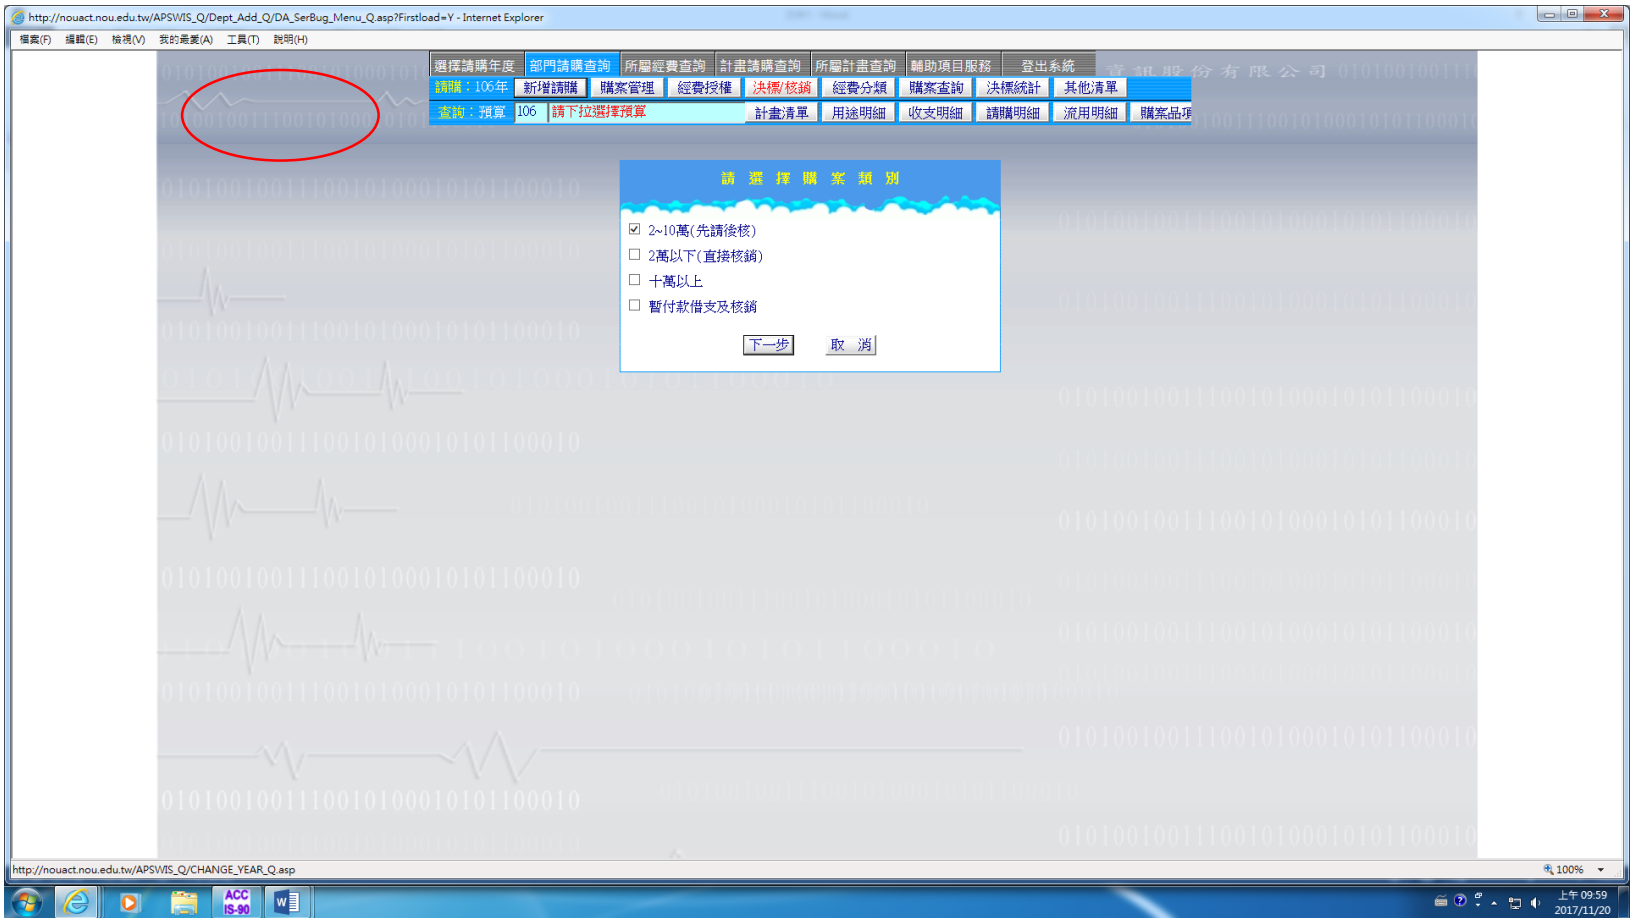 http://nouact.nou.edu.tw/APSWIS_Q/Dept_Add_Q/DA_SerBug_Menu_Q.asp?Firstload=Y - Internet Explorer
檔案(F) 編輯(E) 檢視(V) 我的最愛(A) 工具(T) 說明(H)
選擇請購年度 部門請購查詢 所屬經費查詢 計畫請購查詢 所屬計畫查詢 輔助項目服務 登出系統
資訊股份有限公司
請購：106年 新增請購 購案管理 經費授權 決標/核銷 經費分類 購案查詢 決標統計 其他清單
查詢：預算 106 請下拉選擇預算 計畫清單 用途明細 收支明細 請購明細 流用明細 購案品項
請選擇購案類別
2~10萬(先請後核)
2萬以下(直接核銷)
十萬以上
暫付款借支及核銷
下一步 取 消
http://nouact.nou.edu.tw/APSWIS_Q/CHANGE_YEAR_Q.asp
100%
ACC
IS-90
上午 09:59
2017/11/20